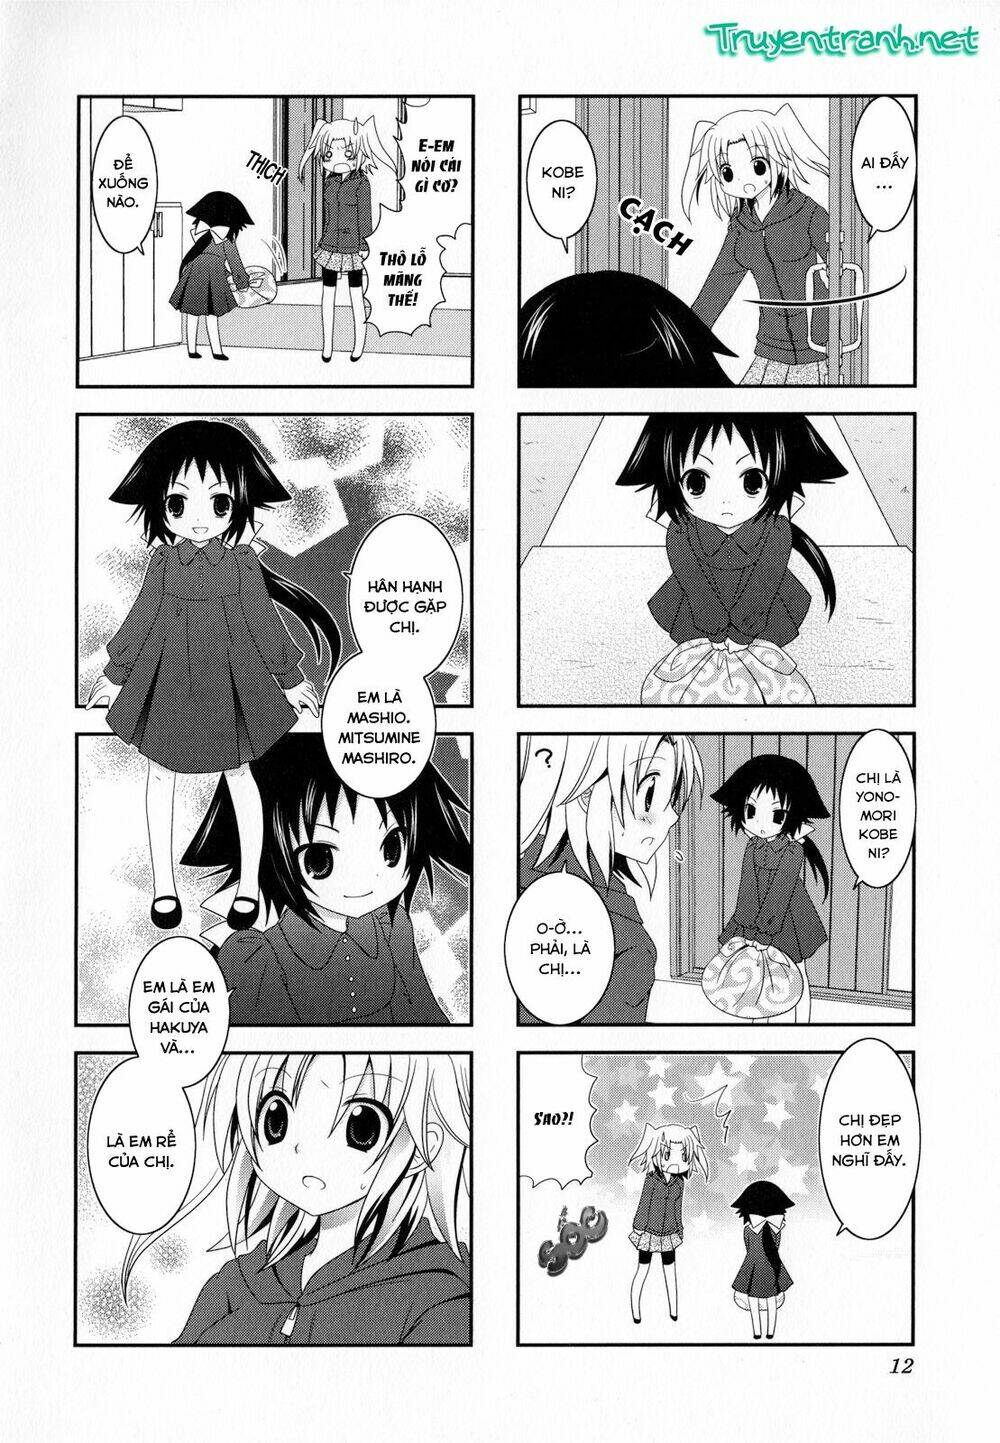 Truyentranh.net
AI ĐẤY
...
KOBE
NI?
CẠCH
CHỊ LÀ
YONO-
MORI
KOBE
NI?
?
O-Ờ...
PHẢI, LÀ
CHỊ...
CHỊ ĐẸP
HƠN EM
NGHĨ ĐẤY.
SAO?!
SỐC
E-EM
NÓI CÁI
GÌ CƠ?
THỊCH
ĐỂ
XUỐNG
NÀO.
THÔ LỖ
MÃNG
THẾ!
HÂN HẠNH
ĐƯỢC GẶP
CHỊ.
EM LÀ
MASHIO.
MITSUMINE
MASHIRO.
EM LÀ EM
GÁI CỦA
HAKUYA
VÀ...
LÀ EM RỂ
CỦA CHỊ.
12